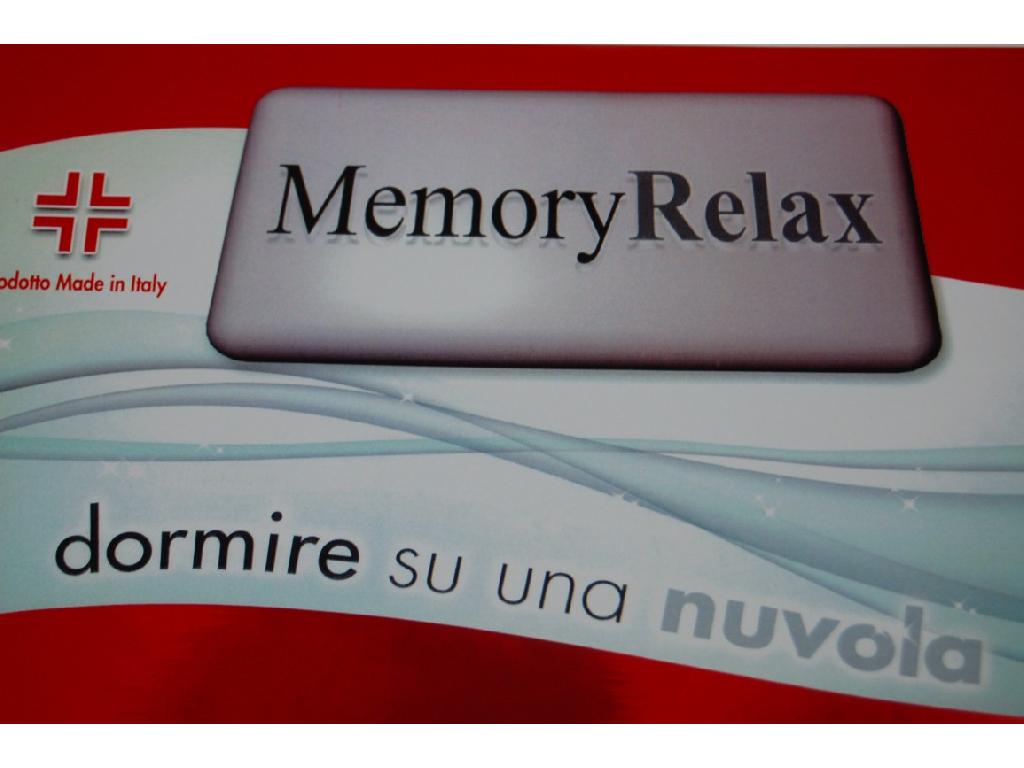 MemoryRelax
odotto Made in Italy
dormire su una nuvola